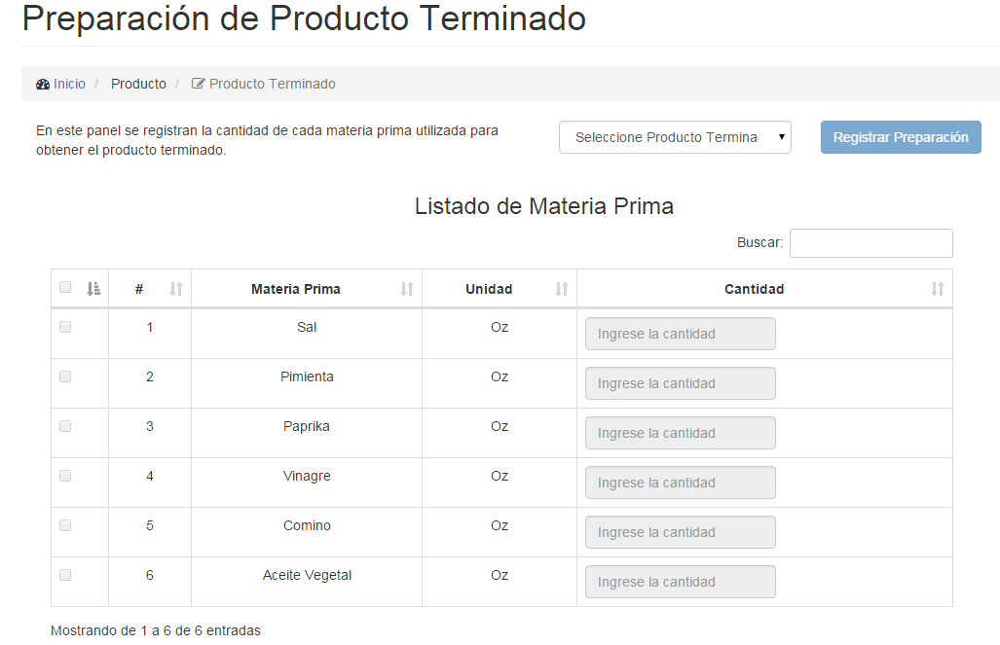 Preparación de Producto Terminado
Inicio / Producto / Producto Terminado
En este panel se registran la cantidad de cada materia prima utilizada para
obtener el producto terminado.
Seleccione Producto Termina
Registrar Preparación
Listado de Materia Prima
Buscar:
# Materia Prima Unidad Cantidad
1 Sal Oz Ingrese la cantidad
2 Pimienta Oz Ingrese la cantidad
3 Paprika Oz Ingrese la cantidad
4 Vinagre Oz Ingrese la cantidad
5 Comino Oz Ingrese la cantidad
6 Aceite Vegetal Oz Ingrese la cantidad
Mostrando de 1 a 6 de 6 entradas